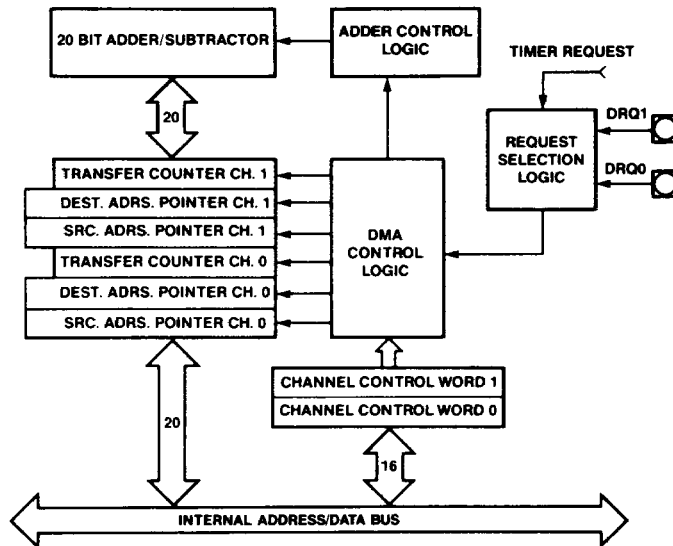 20 BIT ADDER/SUBTRACTOR
ADDER CONTROL
LOGIC
TIMER REQUEST
20
DRQ1
REQUEST
SELECTION
LOGIC
DRQ0
TRANSFER COUNTER CH. 1
DEST. ADRS. POINTER CH. 1
SRC. ADRS. POINTER CH. 1
TRANSFER COUNTER CH. 0
DEST. ADRS. POINTER CH. 0
SRC. ADRS. POINTER CH. 0
DMA
CONTROL
LOGIC
CHANNEL CONTROL WORD 1
CHANNEL CONTROL WORD 0
20
16
INTERNAL ADDRESS/DATA BUS